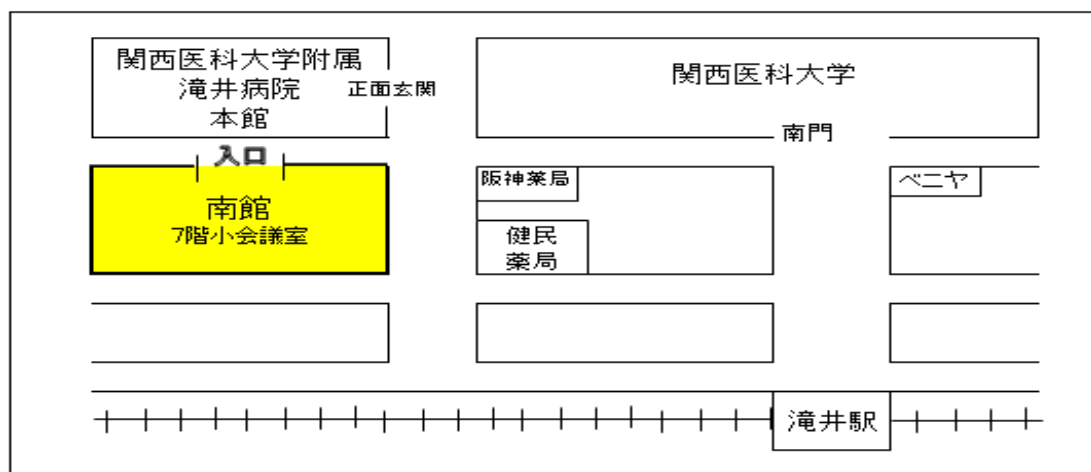 関西医科大学附属
滝井病院
本館
正面玄関
関西医科大学
南門
入口
南館
7階小会議室
阪神薬局
健民
薬局
ベニヤ
滝井駅